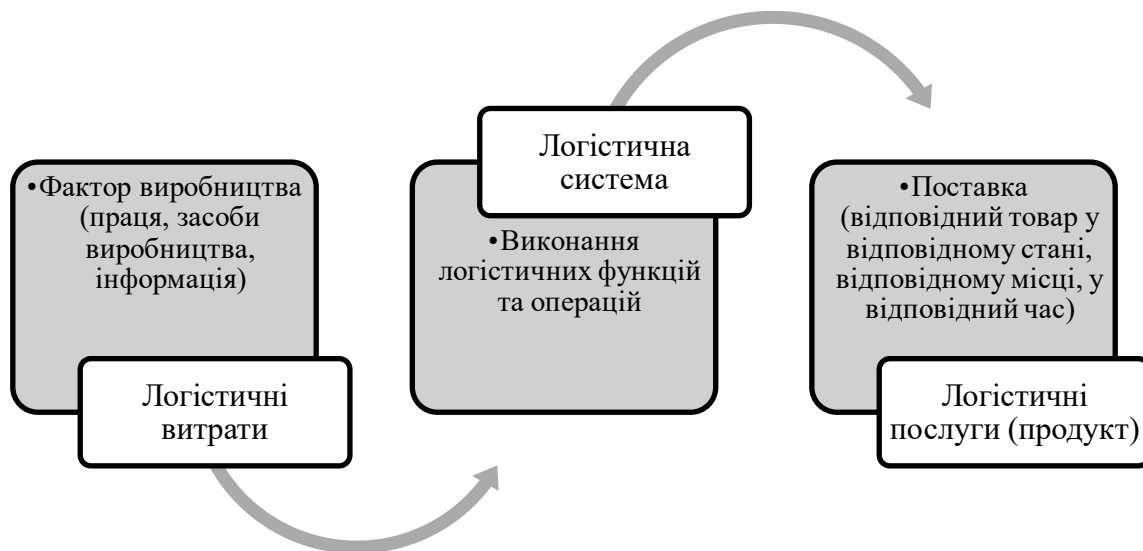 •Фактор виробництва
(праця, засоби
виробництва,
інформація)
Логістичні
витрати
Логістична
система
•Виконання
логістичних функцій
та операцій
•Поставка
(відповідний товар у
відповідному стані,
відповідному місці, у
відповідний час)
Логістичні
послуги (продукт)